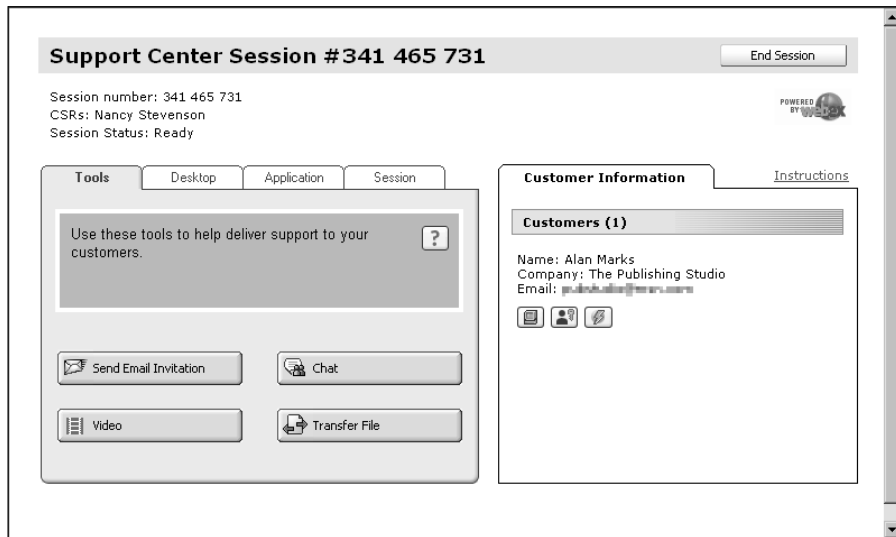 Support Center Session #341 465 731
End Session
Session number: 341 465 731
CSRs: Nancy Stevenson
Session Status: Ready
POWERED
BY
Tools
Desktop
Application
Session
Use these tools to help deliver support to your
customers.
?
Send Email Invitation
Chat
Video
Transfer File
Customer Information
Instructions
Customers (1)
Name: Alan Marks
Company: The Publishing Studio
Email: